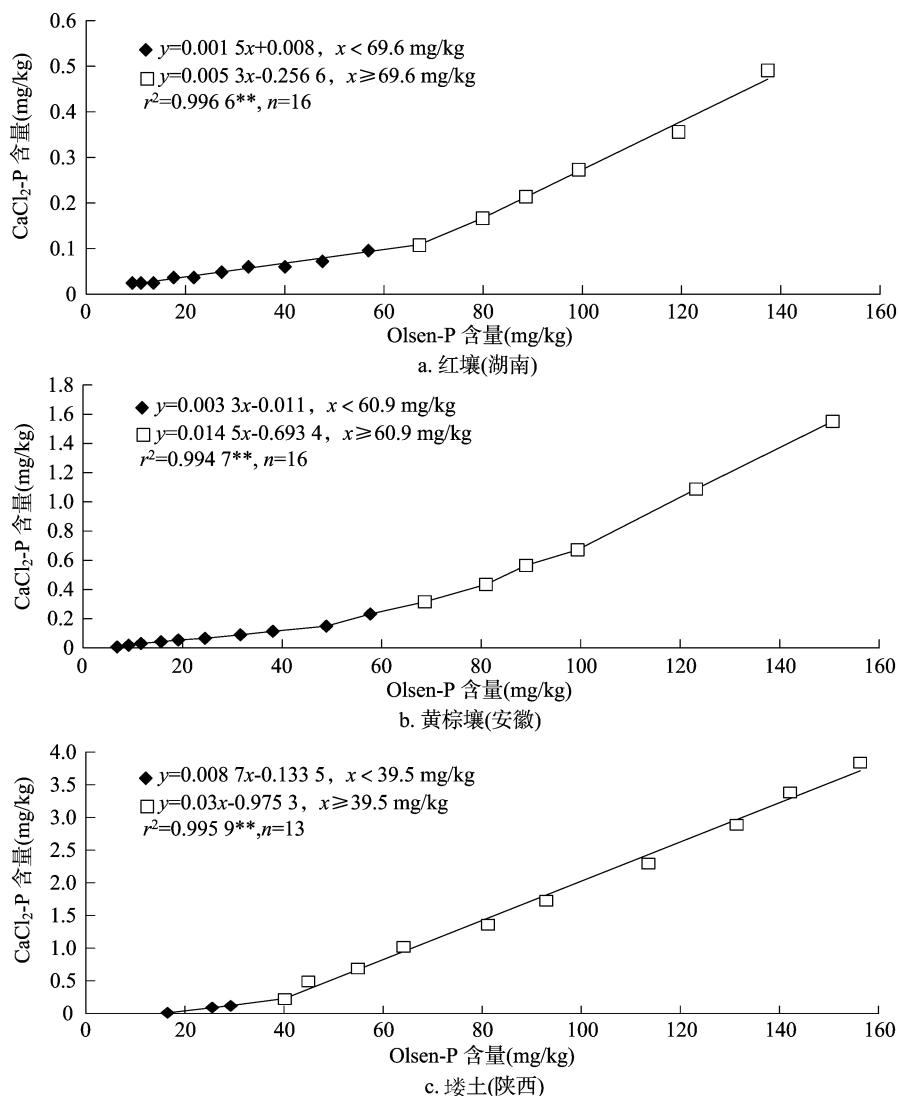 0.6
0.5
0.4
0.3
0.2
0.1
0
CaCl₂-P 含量(mg/kg)
◆ y=0.001 5x+0.008, x＜69.6 mg/kg
□ y=0.005 3x-0.256 6, x≥69.6 mg/kg
r²=0.996 6**, n=16
0 20 40 60 80 100 120 140 160
Olsen-P 含量(mg/kg)
a. 红壤(湖南)
1.8
1.6
1.4
1.2
1.0
0.8
0.6
0.4
0.2
0
CaCl₂-P 含量(mg/kg)
◆ y=0.003 3x-0.011, x＜60.9 mg/kg
□ y=0.014 5x-0.693 4, x≥60.9 mg/kg
r²=0.994 7**, n=16
0 20 40 60 80 100 120 140 160
Olsen-P 含量(mg/kg)
b. 黄棕壤(安徽)
4.0
3.5
3.0
2.5
2.0
1.5
1.0
0.5
0
CaCl₂-P 含量(mg/kg)
◆ y=0.008 7x-0.133 5, x＜39.5 mg/kg
□ y=0.03x-0.975 3, x≥39.5 mg/kg
r²=0.995 9**,n=13
0 20 40 60 80 100 120 140 160
Olsen-P 含量(mg/kg)
c. 塿土(陕西)